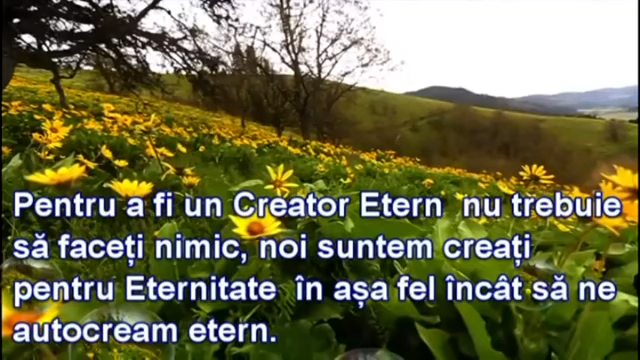 Pentru a fi un Creator Etern nu trebuie
să faceți nimic, noi suntem creați
pentru Eternitate în așa fel încât să ne
autocream etern.